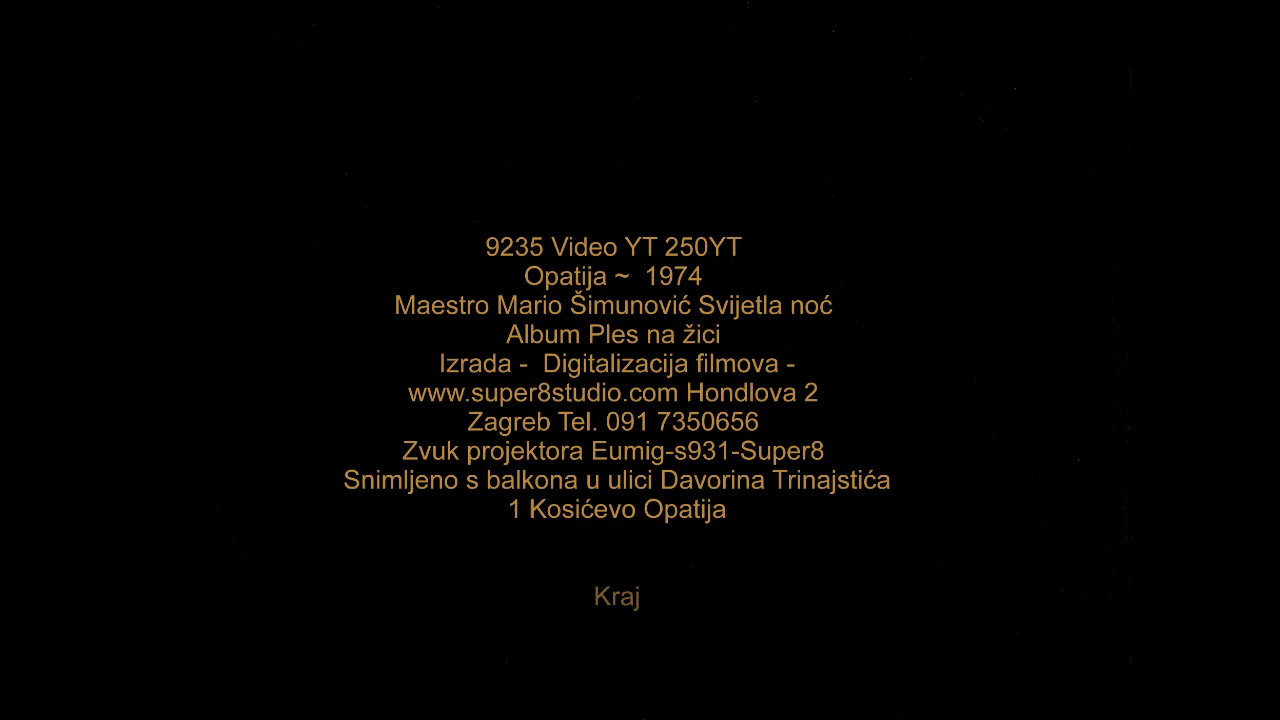 9235 Video YT 250YT
Opatija ~  1974
Maestro Mario Šimunović Svijetla noć
Album Ples na žici
Izrada -  Digitalizacija filmova -
www.super8studio.com Hondlova 2
Zagreb Tel. 091 7350656
Zvuk projektora Eumig-s931-Super8
Snimljeno s balkona u ulici Davorina Trinajstića
1 Kosićevo Opatija
Kraj